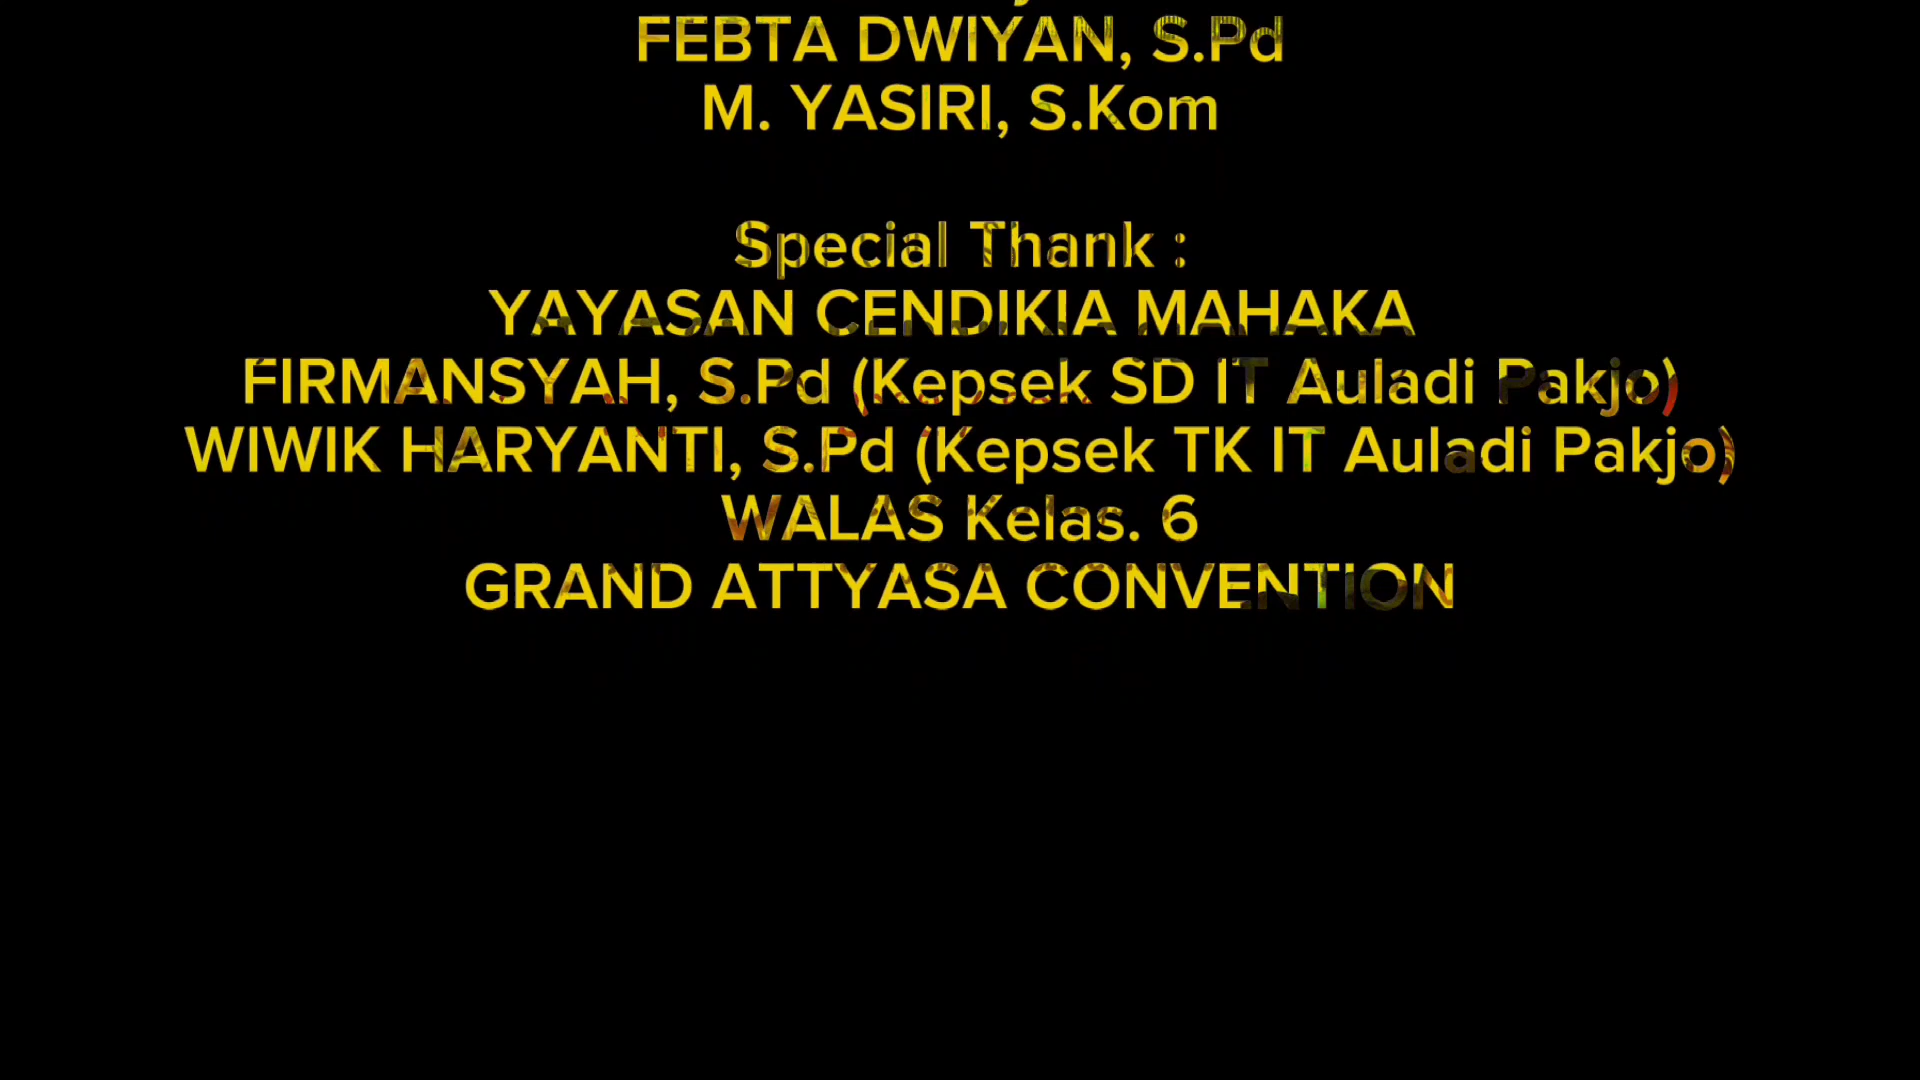 FEBTA DWIYAN, S.Pd
M. YASIRI, S.Kom
Special Thank :
YAYASAN CENDIKIA MAHAKA
FIRMANSYAH, S.Pd (Kepsek SD IT Auladi Pakjo)
WIWIK HARYANTI, S.Pd (Kepsek TK IT Auladi Pakjo)
WALAS Kelas. 6
GRAND ATTYASA CONVENTION